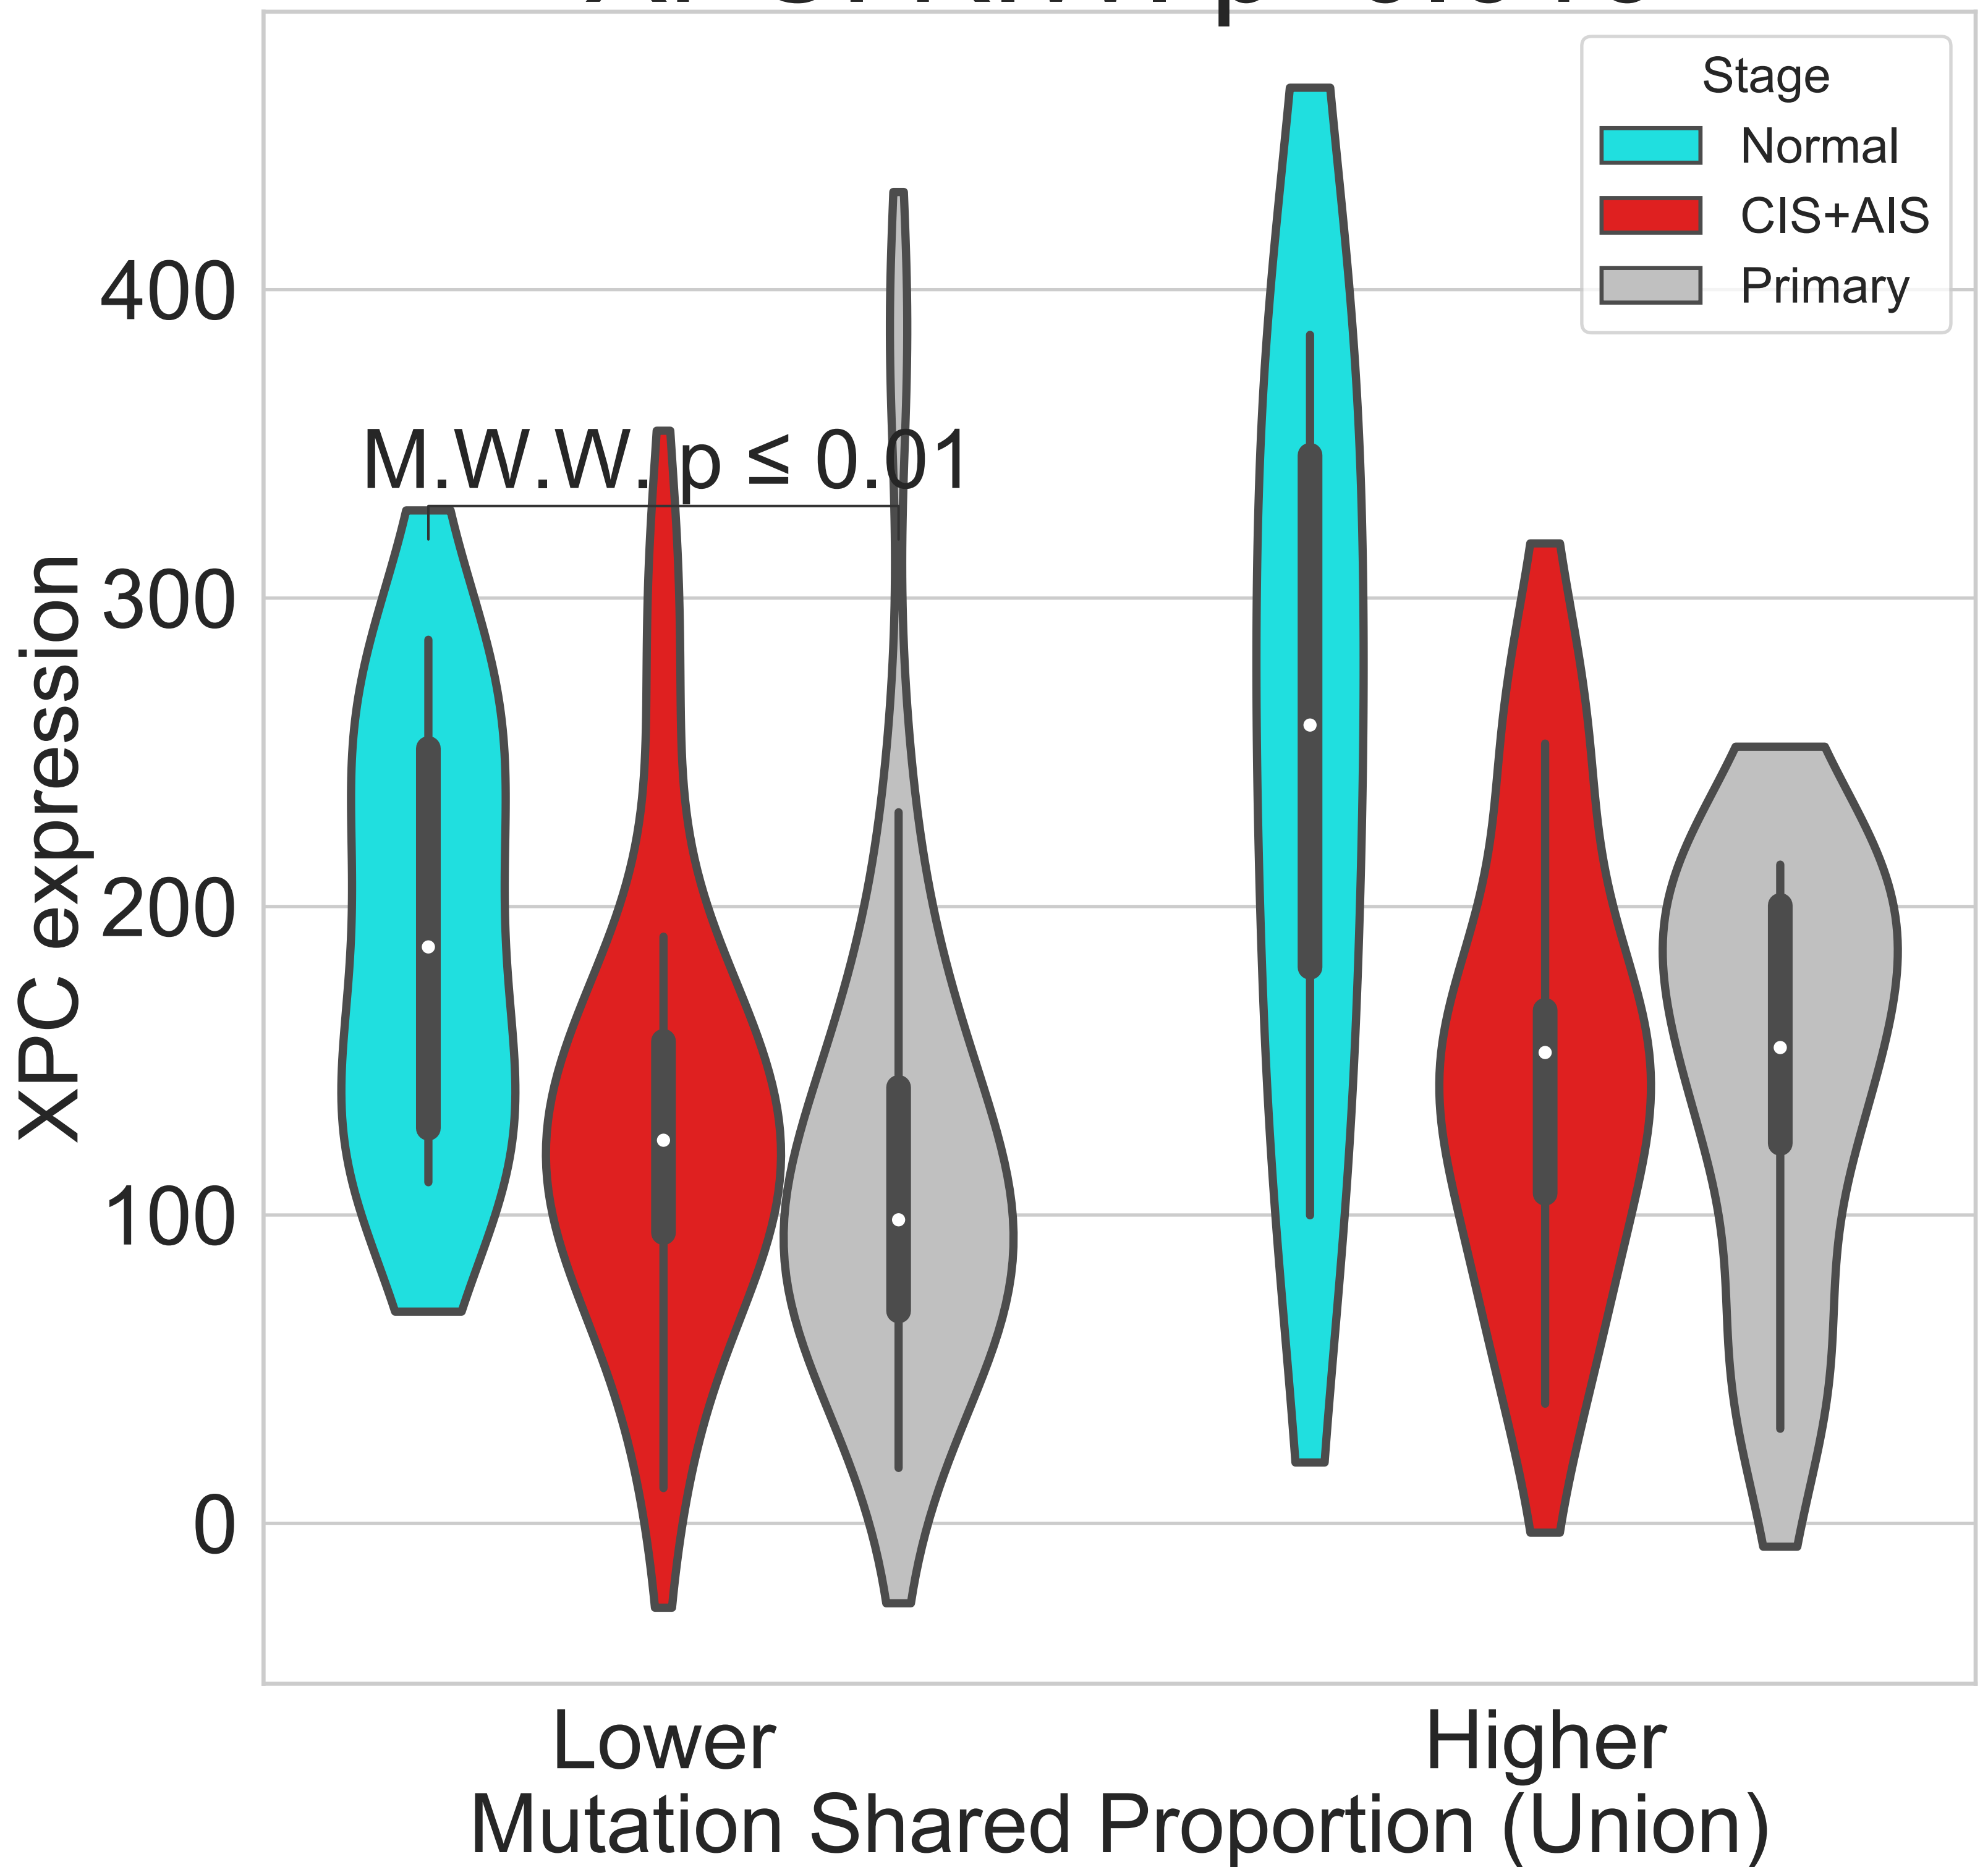 Stage
Normal
CIS+AIS
Primary
400
300
200
100
0
XPC expression
M.W.W. p ≤ 0.01
Lower
Higher
Mutation Shared Proportion (Union)